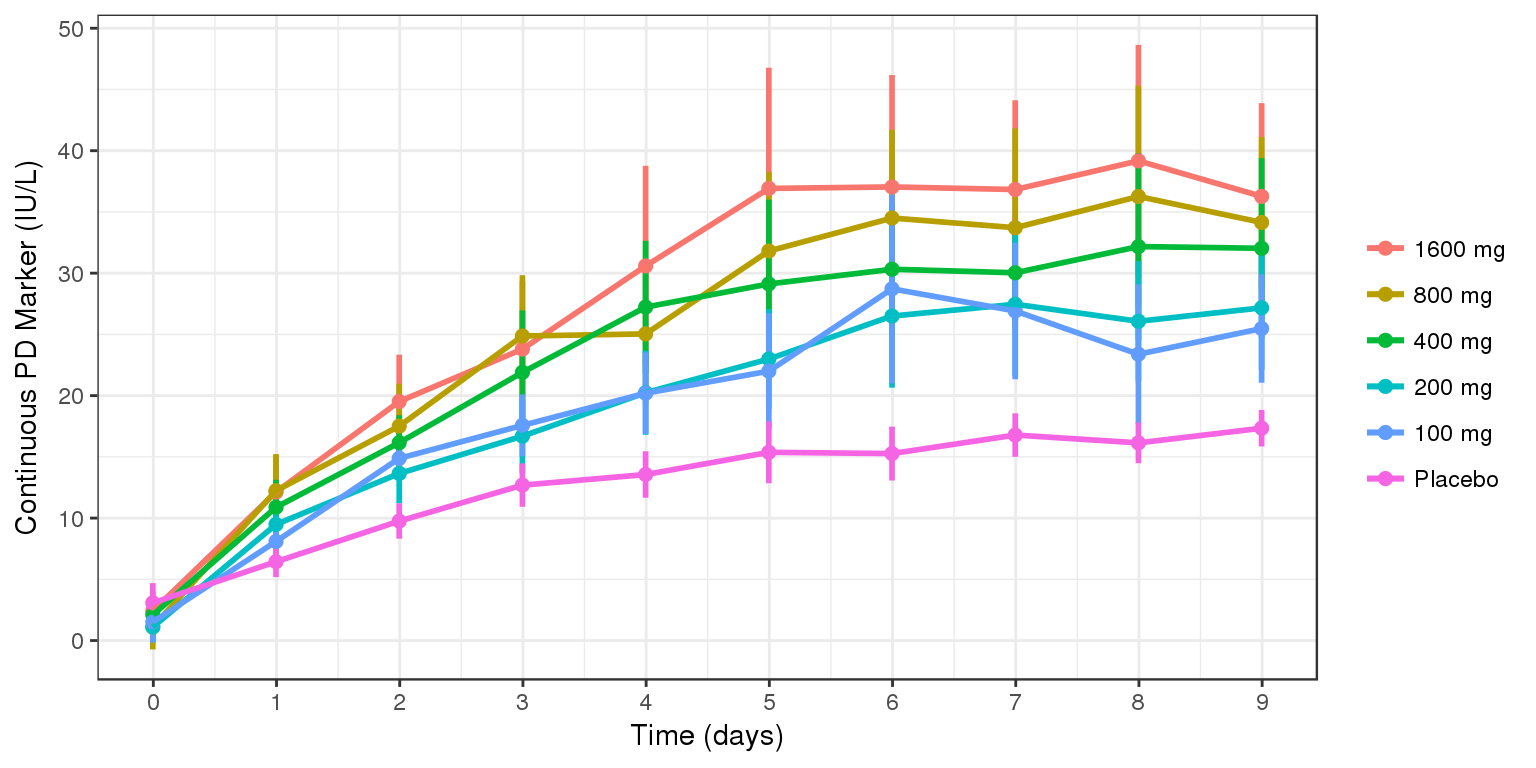 50
40
30
20
10
0
Continuous PD Marker (IU/L)
0 1 2 3 4 5 6 7 8 9
Time (days)
1600 mg
800 mg
400 mg
200 mg
100 mg
Placebo